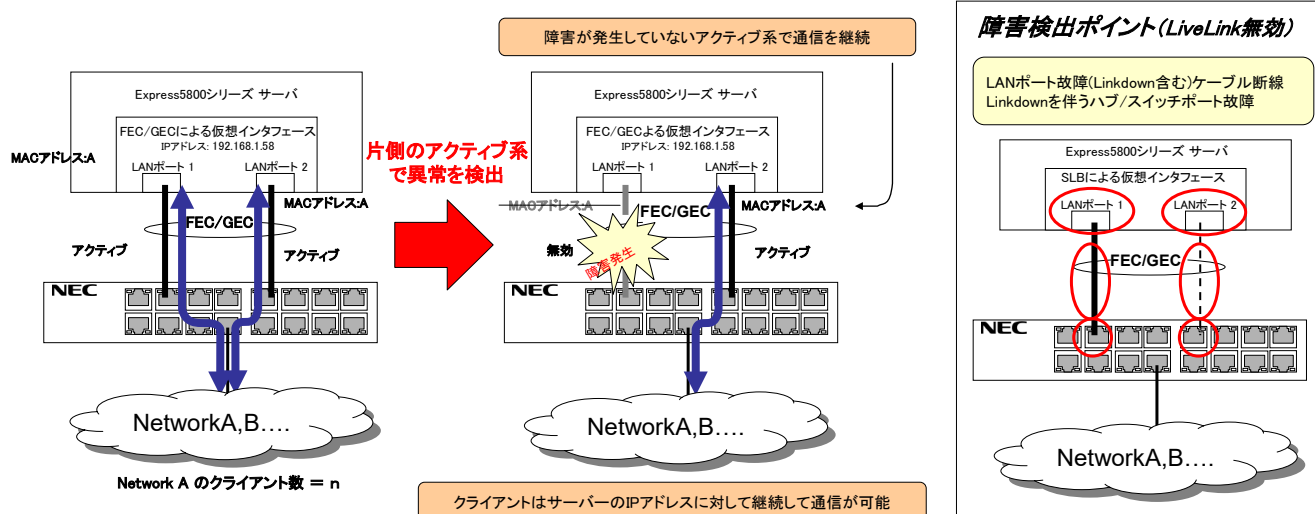 障害が発生していないアクティブ系で通信を継続
Express5800シリーズ サーバ
FEC/GECによる仮想インタフェース
IPアドレス: 192.168.1.58
LANポート 1
LANポート 2
MACアドレス:A
MACアドレス:A
FEC/GEC
アクティブ
アクティブ
NEC
NetworkA,B….
Network A のクライアント数 = n
片側のアクティブ系
で異常を検出
Express5800シリーズ サーバ
FEC/GECよる仮想インタフェース
IPアドレス: 192.168.1.58
LANポート 1
LANポート 2
MACアドレス:A
MACアドレス:A
FEC/GEC
無効
障害発生
アクティブ
NEC
NetworkA,B….
クライアントはサーバーのIPアドレスに対して継続して通信が可能
障害検出ポイント(LiveLink無効)
LANポート故障(Linkdown含む)ケーブル断線
Linkdownを伴うハブ/スイッチポート故障
Express5800シリーズ サーバ
SLBによる仮想インタフェース
LANポート 1
LANポート 2
FEC/GEC
NEC
NetworkA,B….